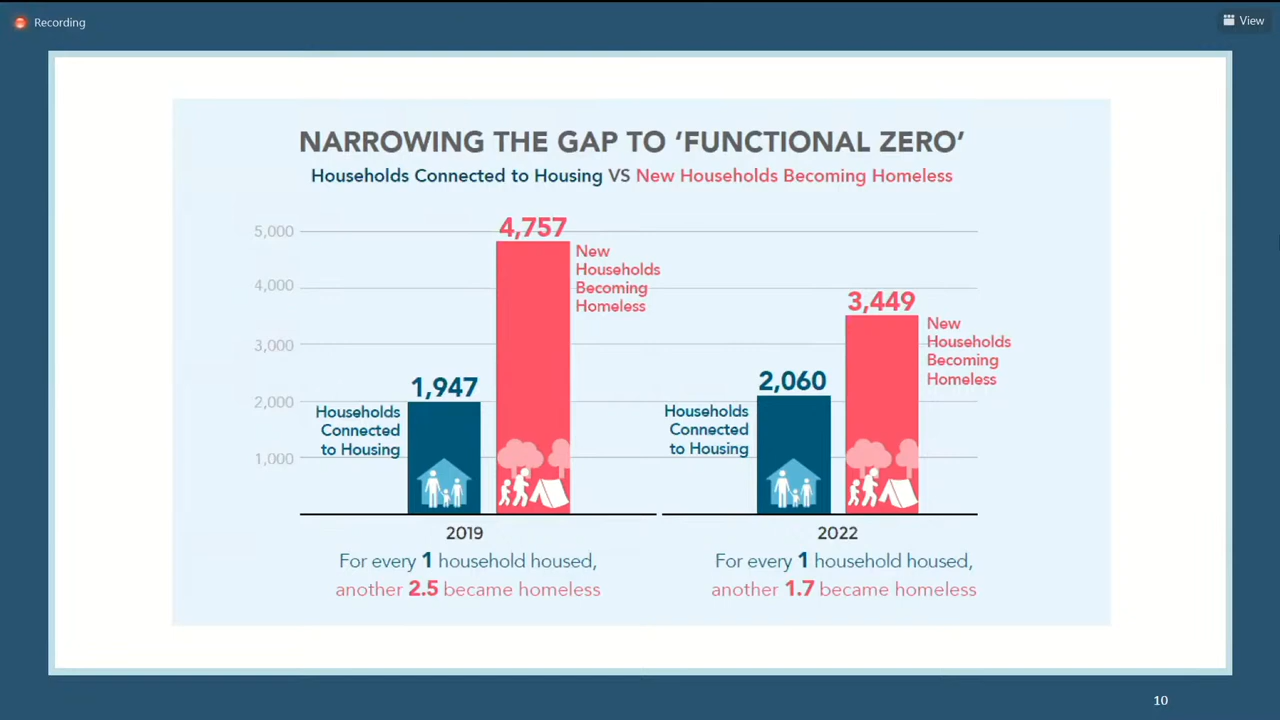 Recording
View
NARROWING THE GAP TO ‘FUNCTIONAL ZERO’
Households Connected to Housing VS New Households Becoming Homeless
5,000
4,000
3,000
2,000
1,000
1,947
Households
Connected
to Housing
4,757
New
Households
Becoming
Homeless
2019
For every 1 household housed,
another 2.5 became homeless
2,060
Households
Connected
to Housing
3,449
New
Households
Becoming
Homeless
2022
For every 1 household housed,
another 1.7 became homeless
10